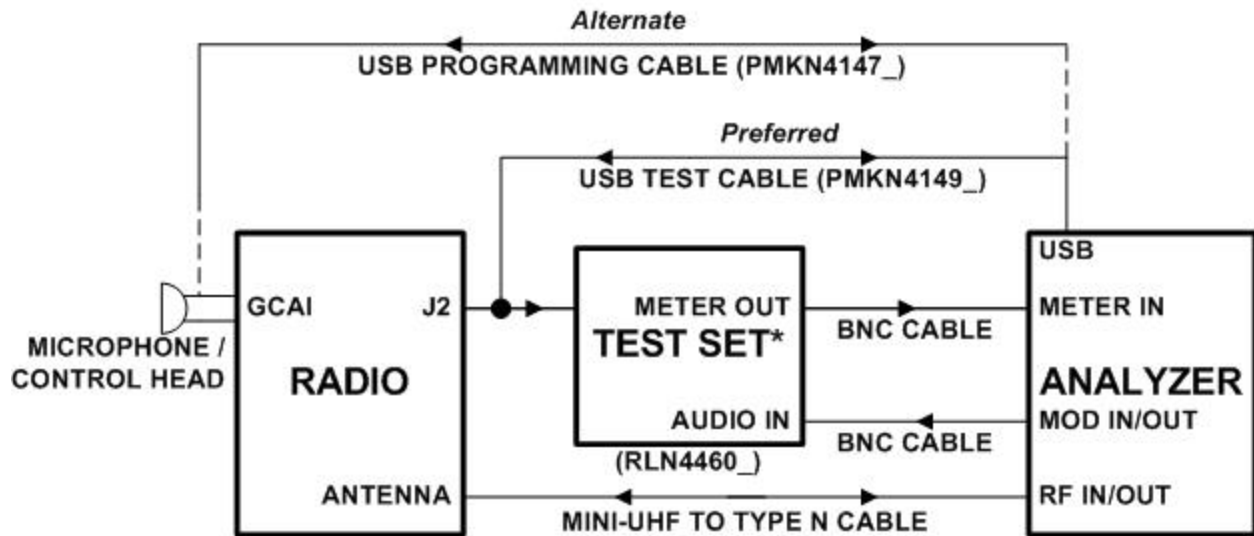 Alternate
USB PROGRAMMING CABLE (PMKN4147_)
Preferred
USB TEST CABLE (PMKN4149_)
USB
GCAI
J2
METER OUT
METER IN
BNC CABLE
TEST SET*
MICROPHONE /
CONTROL HEAD
RADIO
ANALYZER
AUDIO IN
MOD IN/OUT
BNC CABLE
(RLN4460_)
ANTENNA
RF IN/OUT
MINI-UHF TO TYPE N CABLE